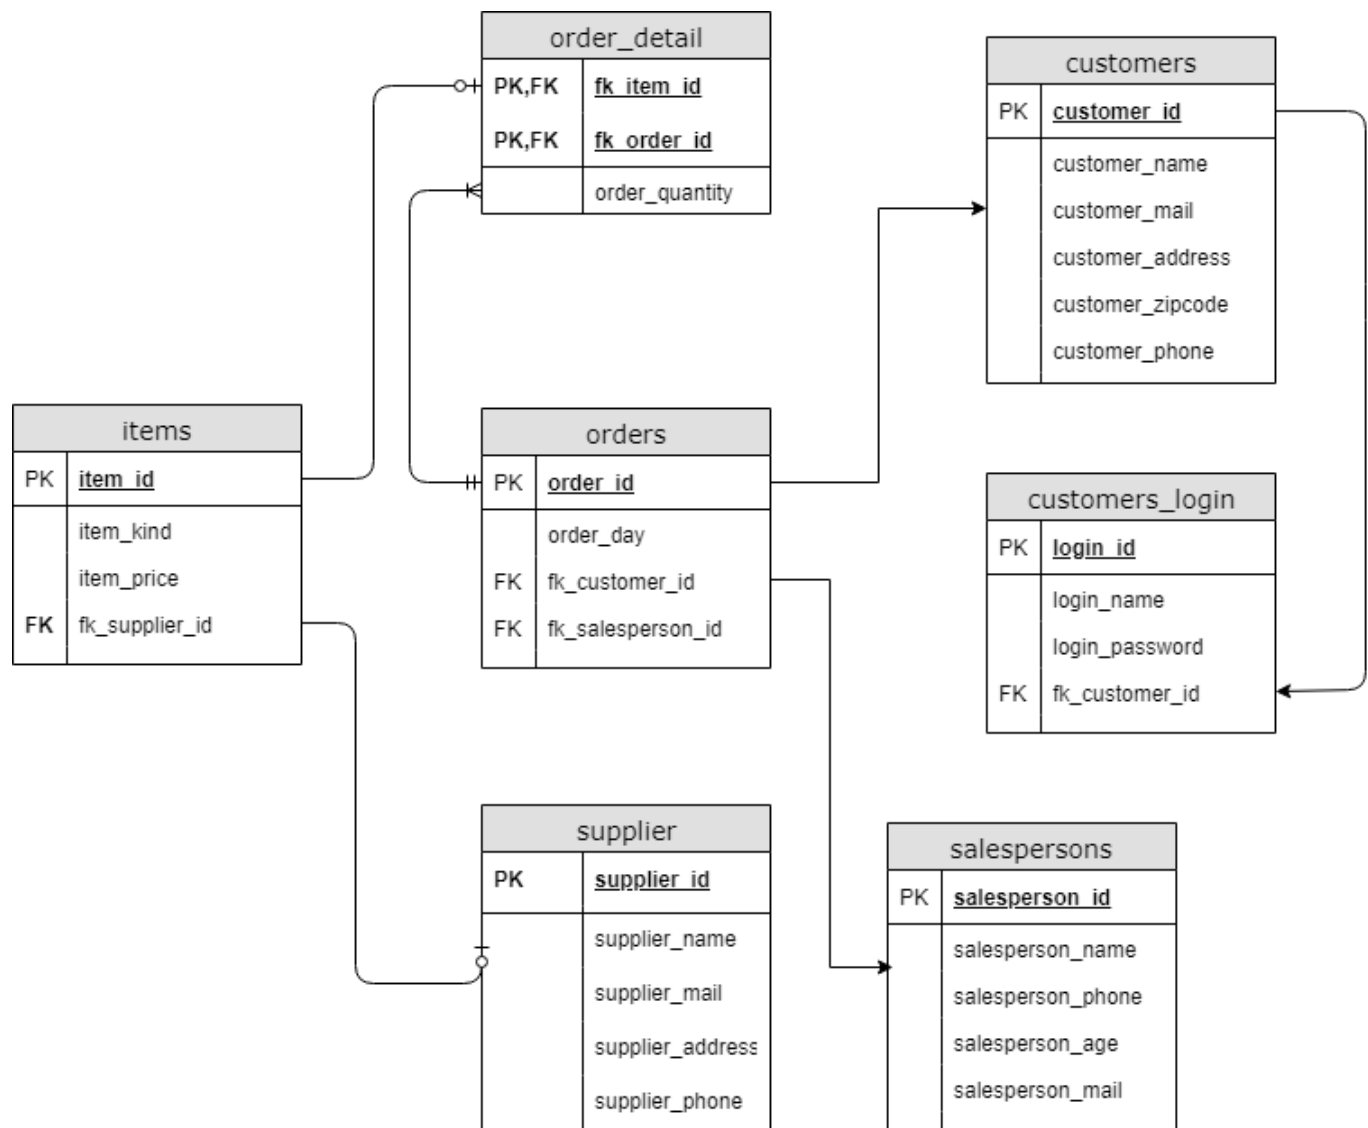 order_detail
PK,FK fk_item_id
PK,FK fk_order_id
order_quantity
customers
PK customer_id
customer_name
customer_mail
customer_address
customer_zipcode
customer_phone
items
PK item_id
item_kind
item_price
FK fk_supplier_id
orders
PK order_id
order_day
FK fk_customer_id
FK fk_salesperson_id
customers_login
PK login_id
login_name
login_password
FK fk_customer_id
supplier
PK supplier_id
supplier_name
supplier_mail
supplier_address
supplier_phone
salespersons
PK salesperson_id
salesperson_name
salesperson_phone
salesperson_age
salesperson_mail